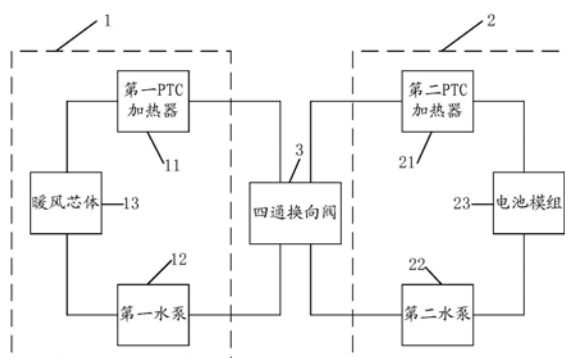 1
2
第一PTC
加热器
第二PTC
加热器
11
3
21
暖风芯体
13
四通换向阀
23
电池模组
12
22
第一水泵
第二水泵